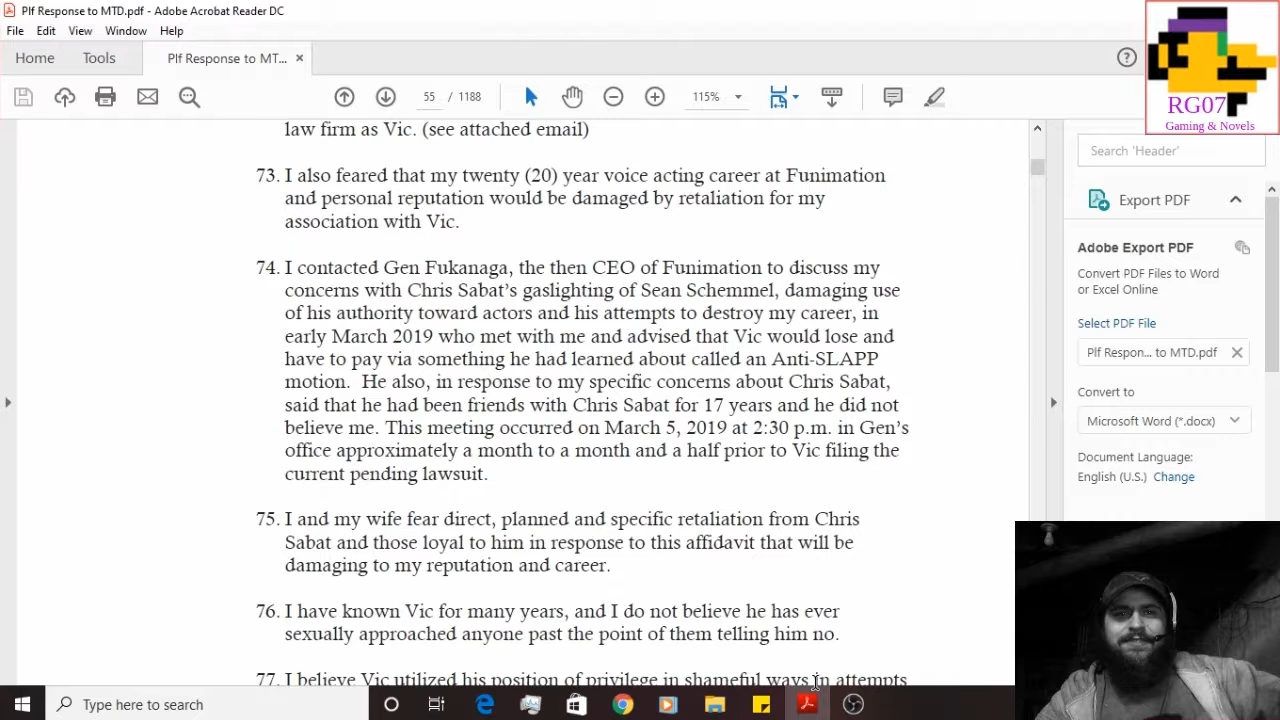 Plf Response to MTD.pdf - Adobe Acrobat Reader DC
File Edit View Window Help
Home Tools Plf Response to MT... ×
55 / 1188 115%
RG07
Gaming & Novels
law firm as Vic. (see attached email)
73. I also feared that my twenty (20) year voice acting career at Funimation
and personal reputation would be damaged by retaliation for my
association with Vic.
74. I contacted Gen Fukanaga, the then CEO of Funimation to discuss my
concerns with Chris Sabat's gaslighting of Sean Schemmel, damaging use
of his authority toward actors and his attempts to destroy my career, in
early March 2019 who met with me and advised that Vic would lose and
have to pay via something he had learned about called an Anti-SLAPP
motion. He also, in response to my specific concerns about Chris Sabat,
said that he had been friends with Chris Sabat for 17 years and he did not
believe me. This meeting occurred on March 5, 2019 at 2:30 p.m. in Gen's
office approximately a month to a month and a half prior to Vic filing the
current pending lawsuit.
75. I and my wife fear direct, planned and specific retaliation from Chris
Sabat and those loyal to him in response to this affidavit that will be
damaging to my reputation and career.
76. I have known Vic for many years, and I do not believe he has ever
sexually approached anyone past the point of them telling him no.
77. I believe Vic utilized his position of privilege in shameful ways in attempts
Search 'Header'
Export PDF
Adobe Export PDF
Convert PDF Files to Word
or Excel Online
Select PDF File
Plf Respon... to MTD.pdf ×
Convert to
Microsoft Word (*.docx)
Document Language:
English (U.S.) Change
Type here to search